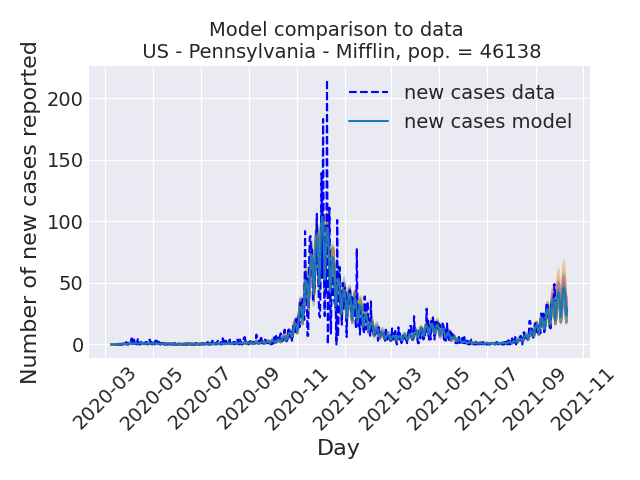 Model comparison to data
US - Pennsylvania - Mifflin, pop. = 46138
Number of new cases reported
200
150
100
50
0
new cases data
new cases model
2020-03
2020-05
2020-07
2020-09
2020-11
2021-01
2021-03
2021-05
2021-07
2021-09
2021-11
Day